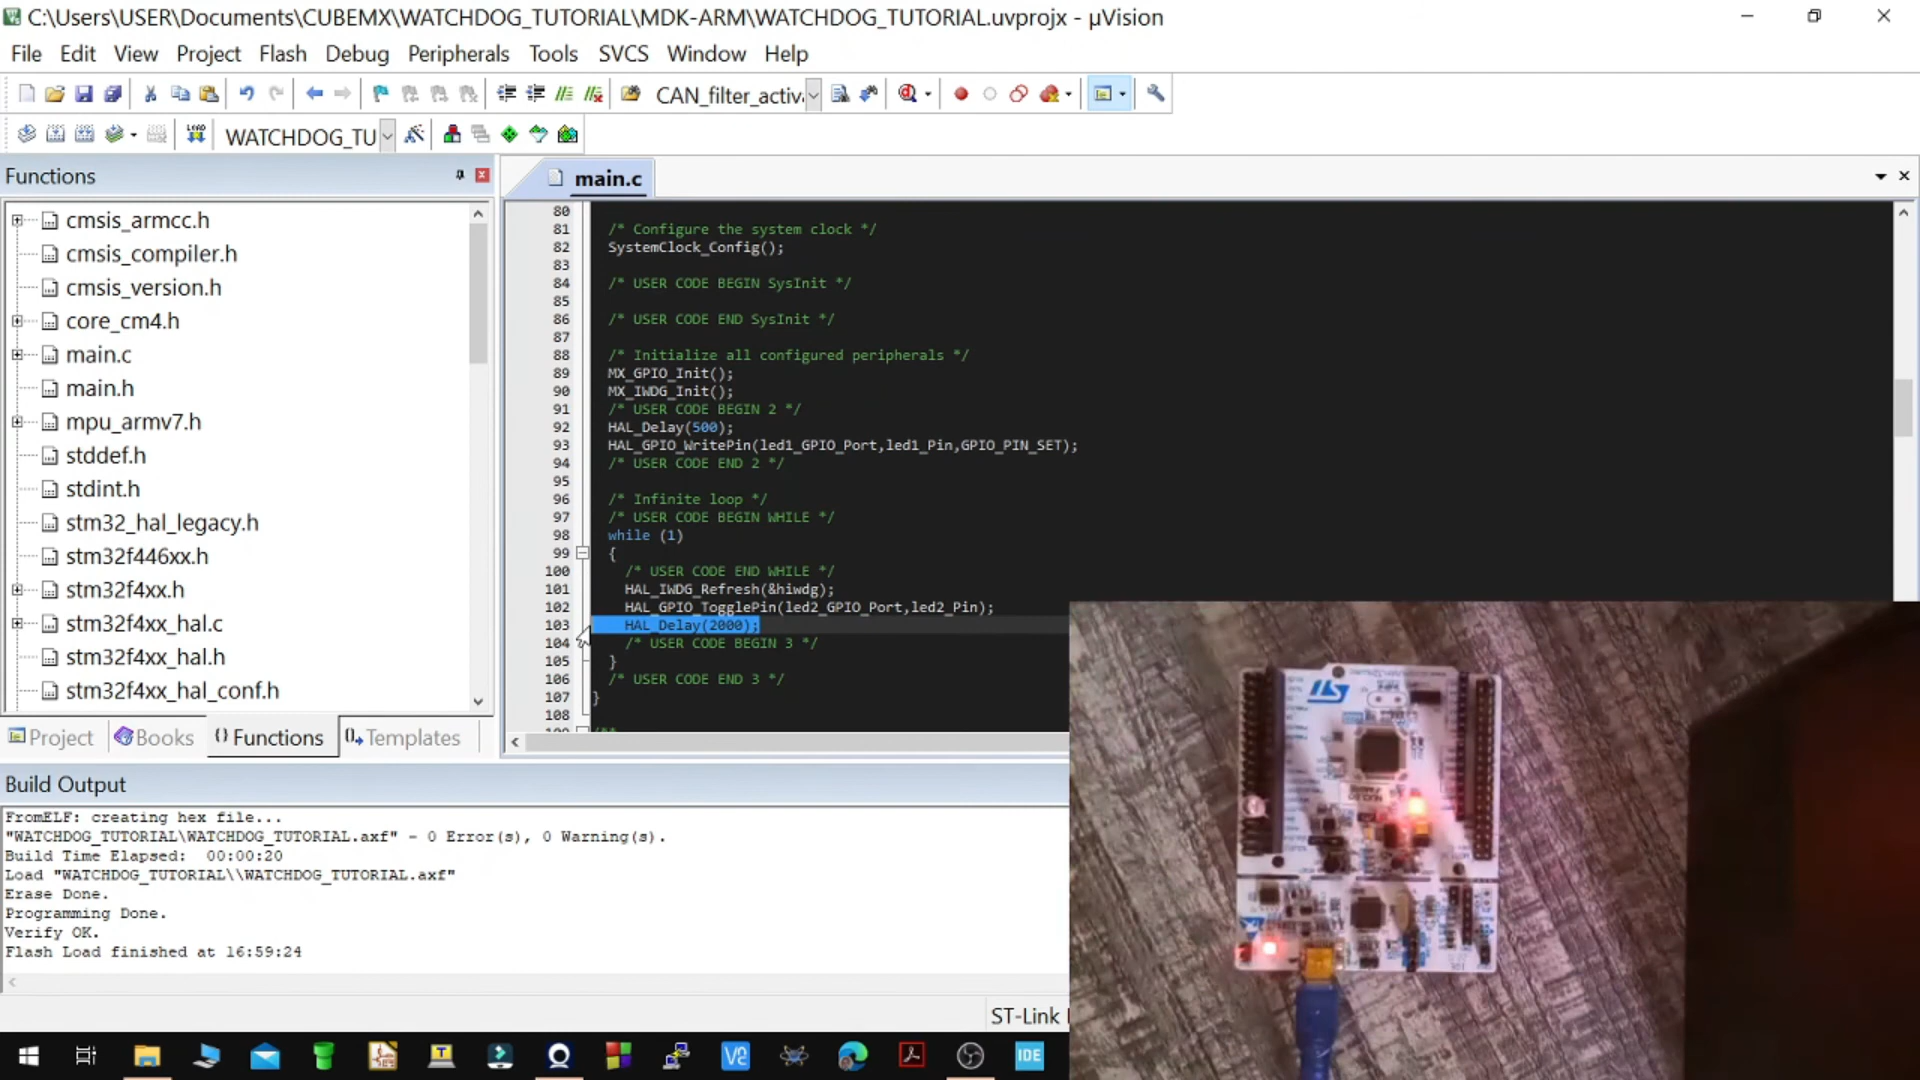 C:\Users\USER\Documents\CUBEMX\WATCHDOG_TUTORIAL\MDK-ARM\WATCHDOG_TUTORIAL.uvprojx - µVision
File Edit View Project Flash Debug Peripherals Tools SVCS Window Help
CAN_filter_activ
LOAD WATCHDOG_TU
Functions
main.c
cmsis_armcc.h
cmsis_compiler.h
cmsis_version.h
core_cm4.h
main.c
main.h
mpu_armv7.h
stddef.h
stdint.h
stm32_hal_legacy.h
stm32f446xx.h
stm32f4xx.h
stm32f4xx_hal.c
stm32f4xx_hal.h
stm32f4xx_hal_conf.h
Project Books Functions Templates
80
81 /* Configure the system clock */
82 SystemClock_Config();
83
84 /* USER CODE BEGIN SysInit */
85
86 /* USER CODE END SysInit */
87
88 /* Initialize all configured peripherals */
89 MX_GPIO_Init();
90 MX_IWDG_Init();
91 /* USER CODE BEGIN 2 */
92 HAL_Delay(500);
93 HAL_GPIO_WritePin(led1_GPIO_Port,led1_Pin,GPIO_PIN_SET);
94 /* USER CODE END 2 */
95
96 /* Infinite loop */
97 /* USER CODE BEGIN WHILE */
98 while (1)
99 {
100 /* USER CODE END WHILE */
101 HAL_IWDG_Refresh(&hiwdg);
102 HAL_GPIO_TogglePin(led2_GPIO_Port,led2_Pin);
103 HAL_Delay(2000);
104 /* USER CODE BEGIN 3 */
105 }
106 /* USER CODE END 3 */
107 }
108
Build Output
FromELF: creating hex file...
"WATCHDOG_TUTORIAL\WATCHDOG_TUTORIAL.axf" - 0 Error(s), 0 Warning(s).
Build Time Elapsed: 00:00:20
Load "WATCHDOG_TUTORIAL\\WATCHDOG_TUTORIAL.axf"
Erase Done.
Programming Done.
Verify OK.
Flash Load finished at 16:59:24
ST-Link
IDE